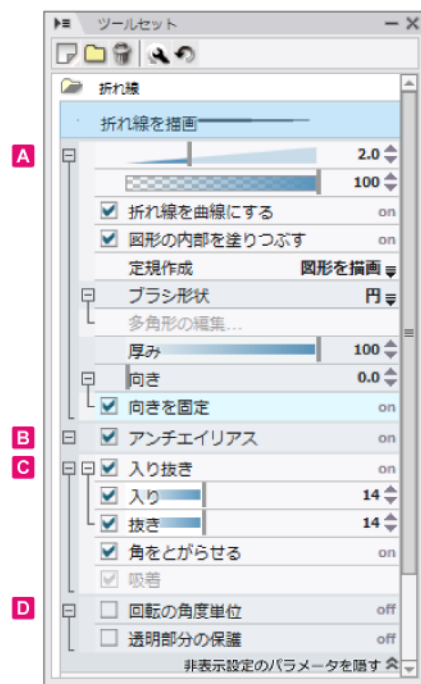 ツールセット
折れ線
折れ線を描画
A 2.0
100
折れ線を曲線にする on
図形の内部を塗りつぶす on
定規作成 図形を描画
ブラシ形状 円
多角形の編集...
厚み 100
向き 0.0
向きを固定 on
B アンチエイリアス on
C 入り抜き on
入り 14
抜き 14
角をとがらせる on
吸着
D 回転の角度単位 off
透明部分の保護 off
非表示設定のパラメータを隠す